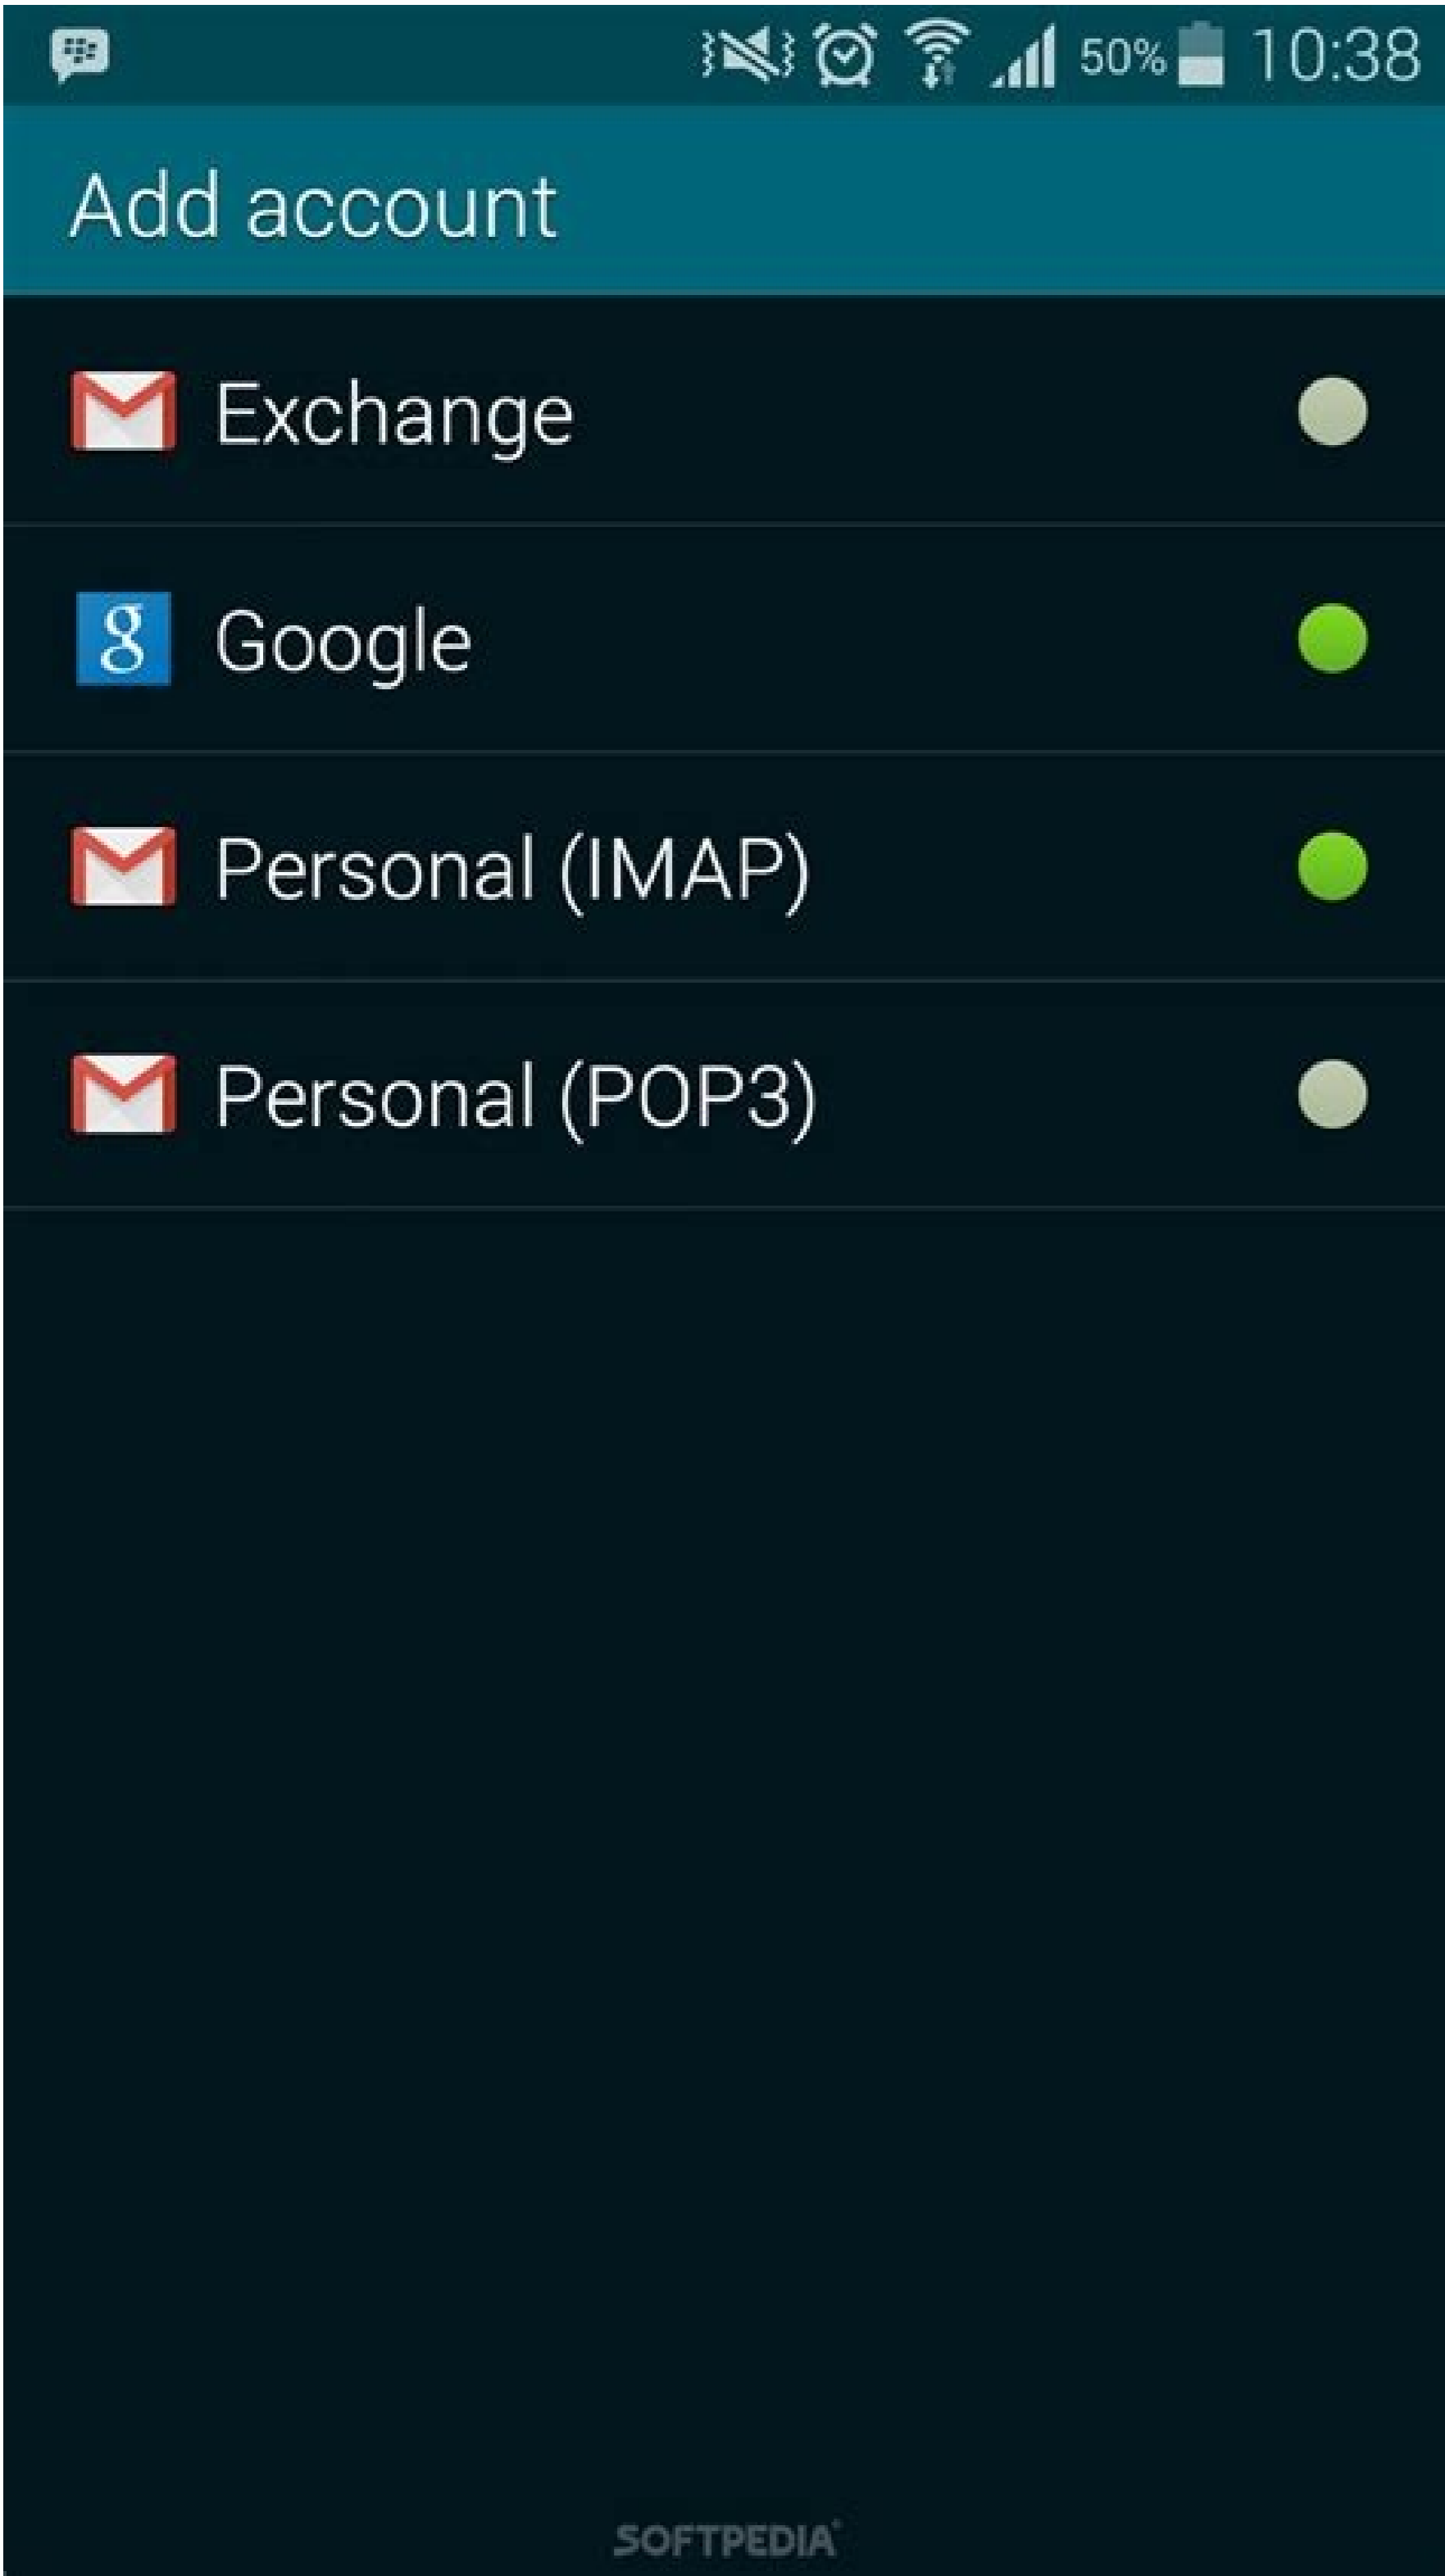 50% 10:38
Add account
Exchange
g Google
Personal (IMAP)
Personal (POP3)
SOFTPEDIA